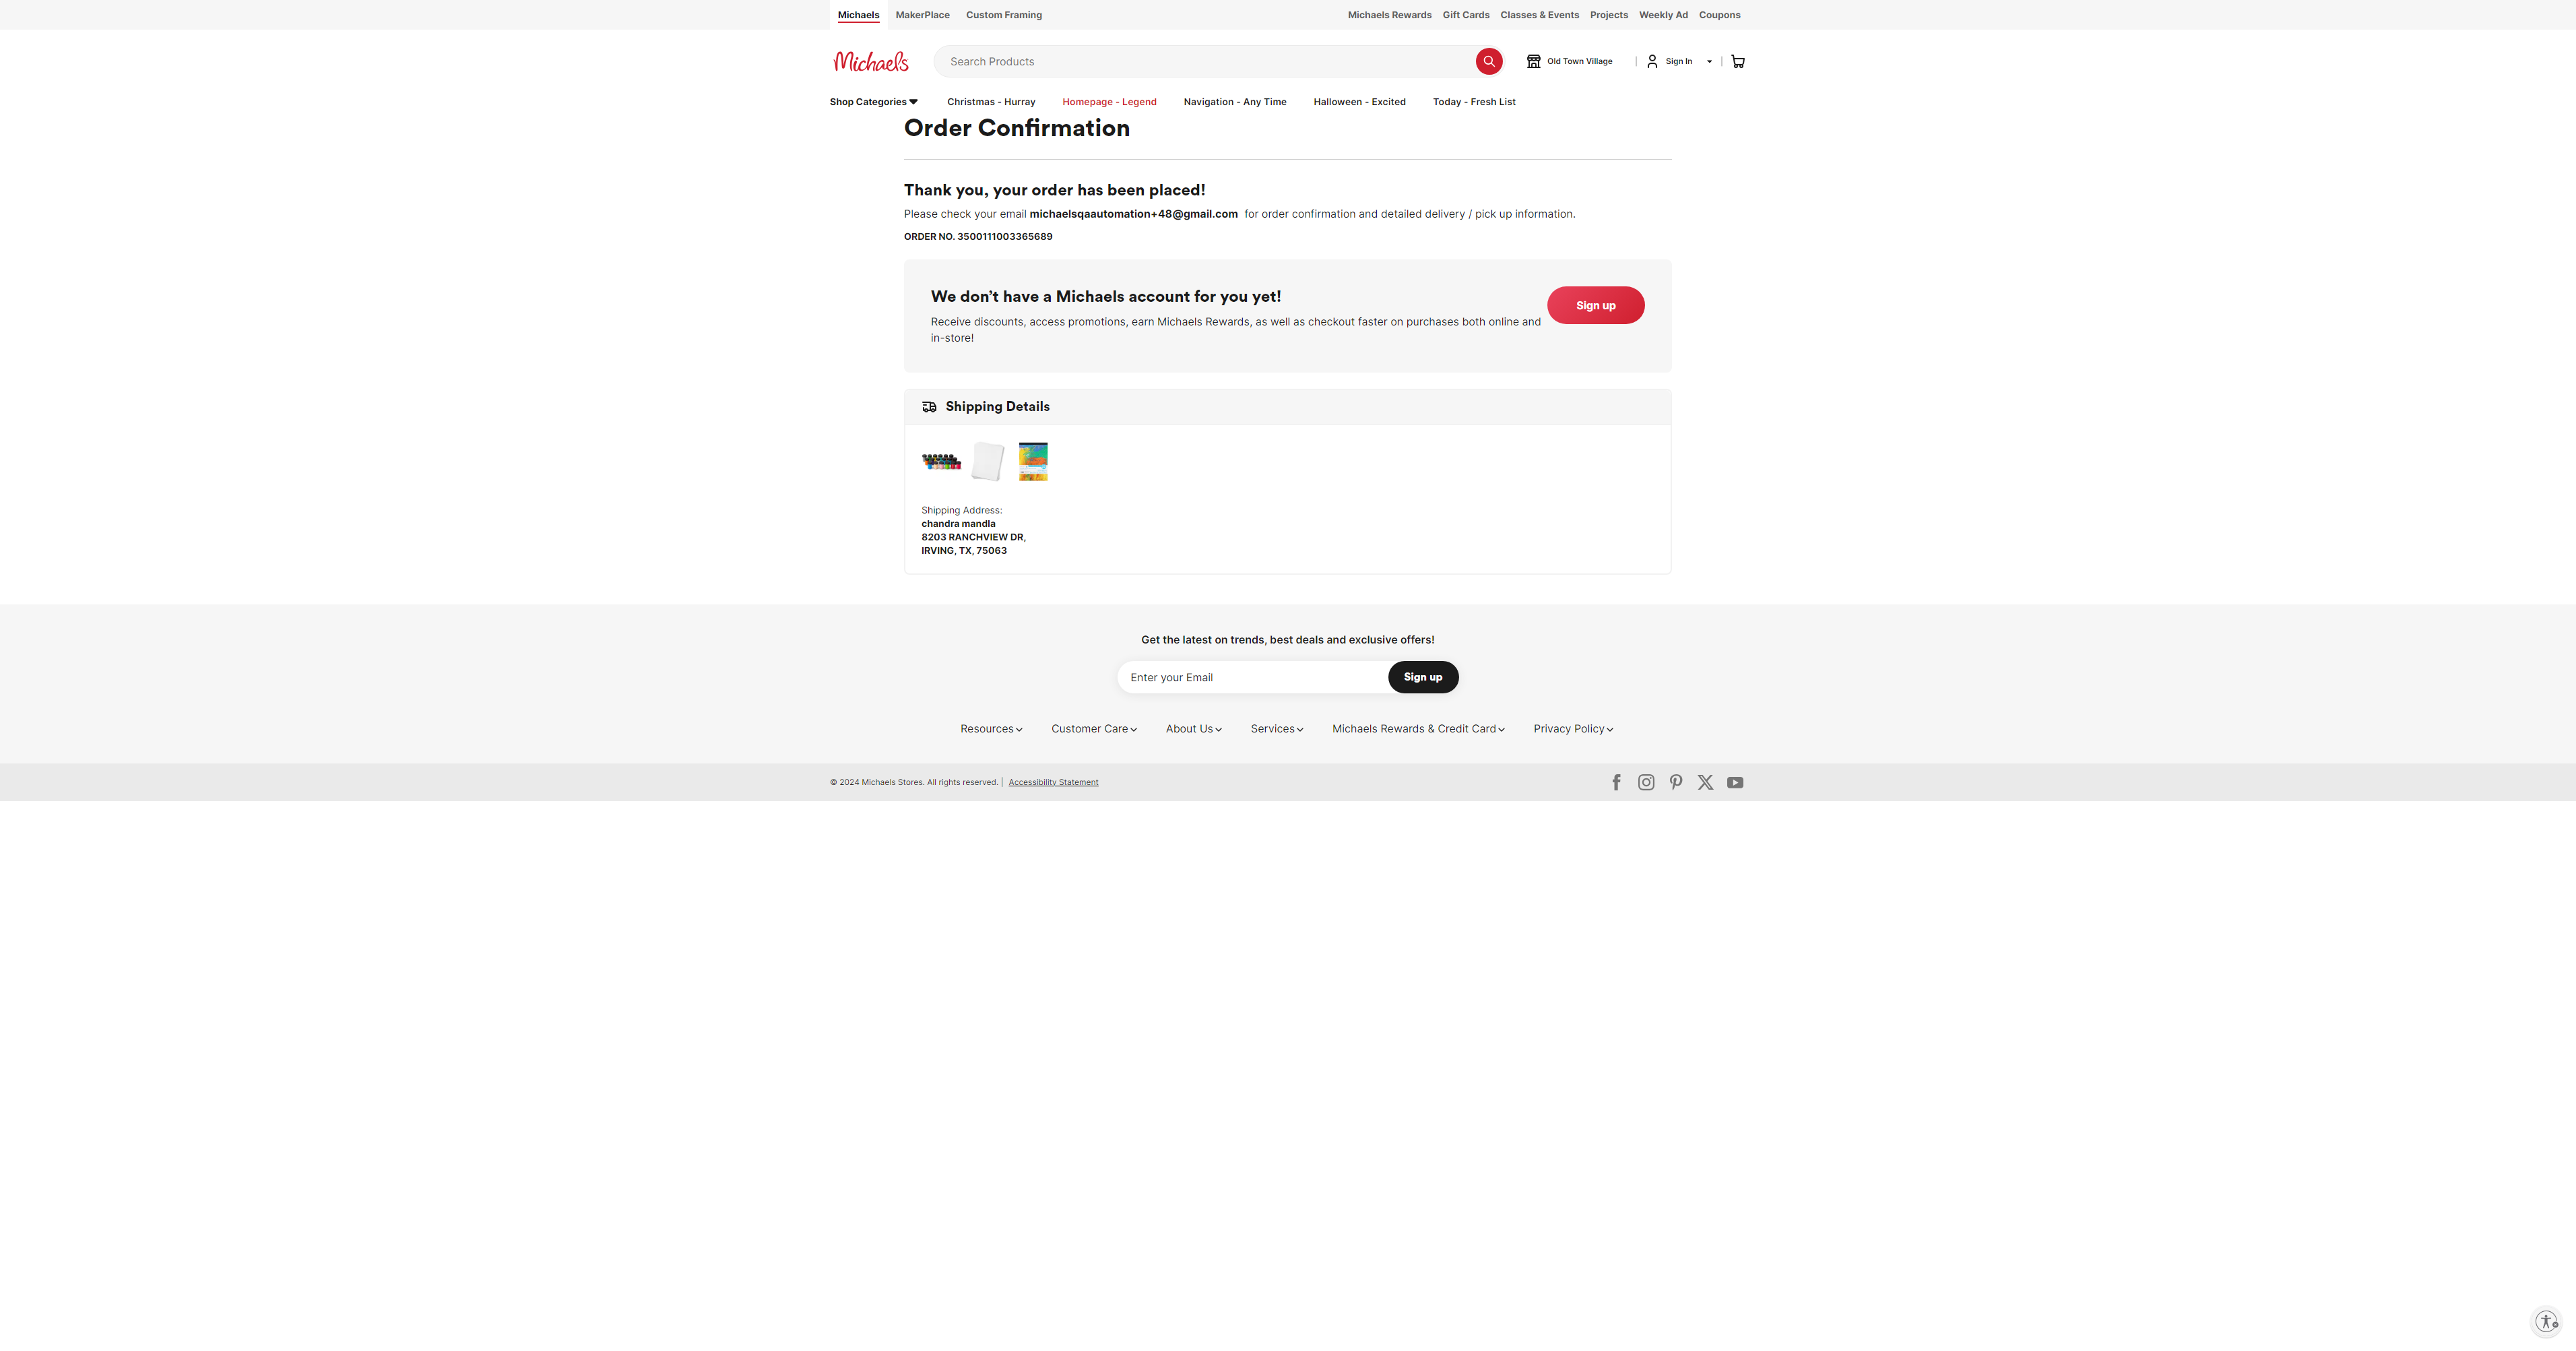 Michaels MakerPlace Custom Framing Michaels Rewards Gift Cards Classes & Events Projects Weekly Ad Coupons
Michaels Search Products Old Town Village | Sign In |
Shop Categories Christmas - Hurray Homepage - Legend Navigation - Any Time Halloween - Excited Today - Fresh List
Order Confirmation
Thank you, your order has been placed!
Please check your email michaelsqaautomation+48@gmail.com for order confirmation and detailed delivery / pick up information.
ORDER NO. 3500111003365689
We don’t have a Michaels account for you yet!
Sign up
Receive discounts, access promotions, earn Michaels Rewards, as well as checkout faster on purchases both online and
in-store!
Shipping Details
Shipping Address:
chandra mandla
8203 RANCHVIEW DR,
IRVING, TX, 75063
Get the latest on trends, best deals and exclusive offers!
Enter your Email Sign up
Resources Customer Care About Us Services Michaels Rewards & Credit Card Privacy Policy
© 2024 Michaels Stores. All rights reserved. | Accessibility Statement